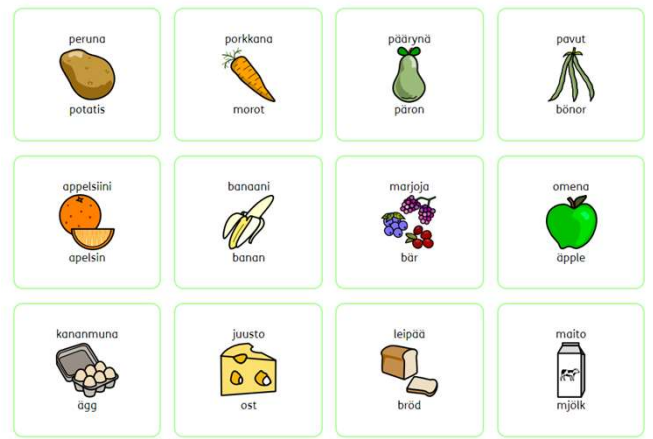 peruna
potatis
porkkana
morot
päärynä
päron
pavut
bönor
appelsiini
apelsin
banaani
banan
marjoja
bär
omena
äpple
kananmuna
ägg
juusto
ost
leipää
bröd
maito
mjölk